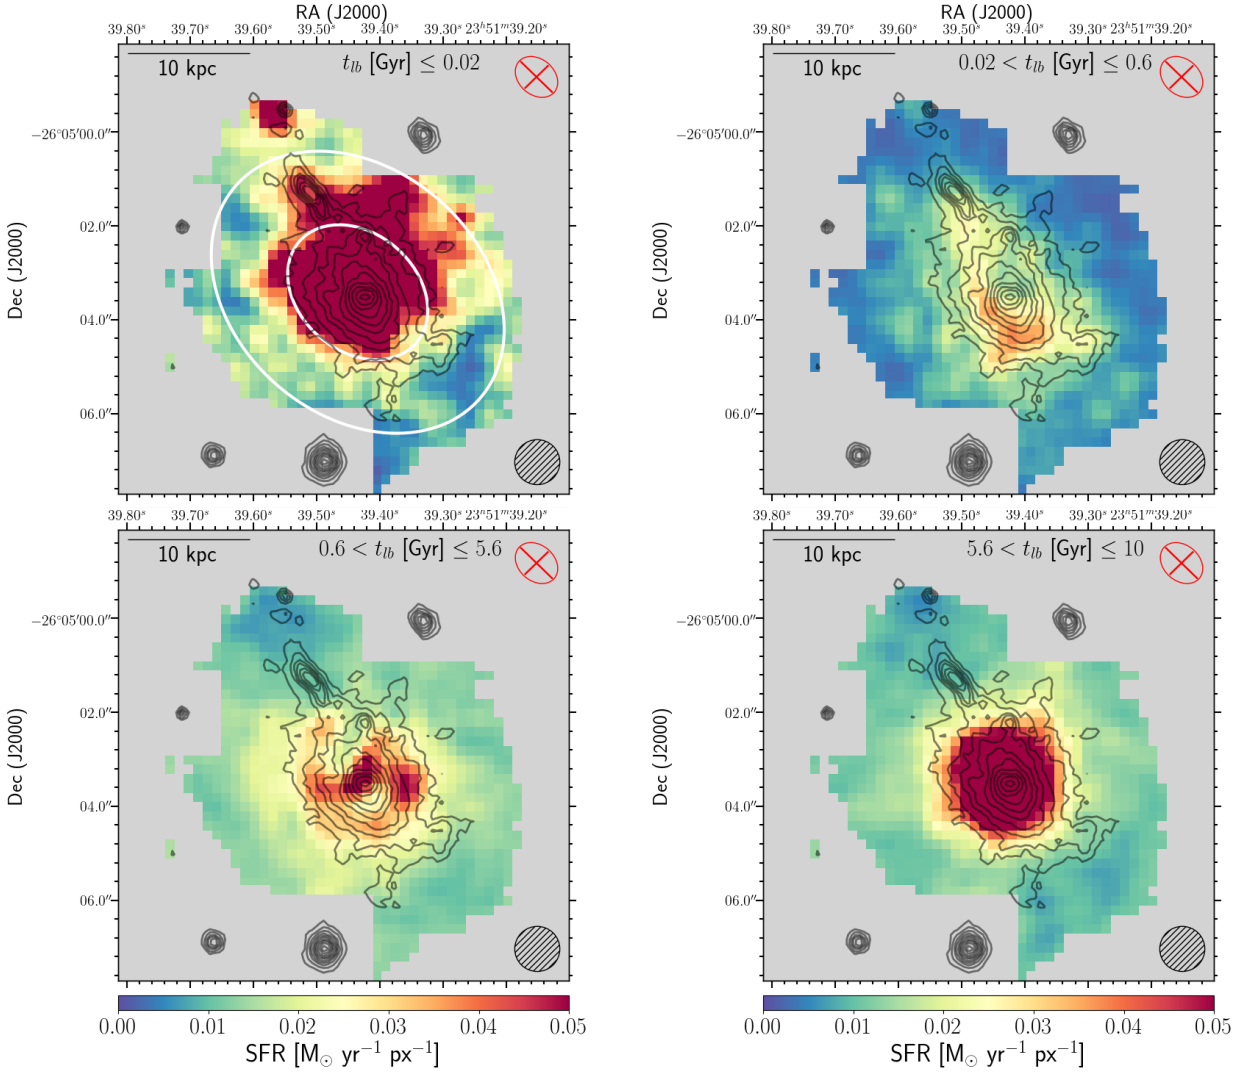 RA (J2000)
39.80ˢ 39.70ˢ 39.60ˢ 39.50ˢ 39.40ˢ 39.30ˢ 23ʰ51ᵐ39.20ˢ
10 kpc
t_lb [Gyr] ≤ 0.02
−26°05′00.0″
02.0″
04.0″
06.0″
Dec (J2000)
RA (J2000)
39.80ˢ 39.70ˢ 39.60ˢ 39.50ˢ 39.40ˢ 39.30ˢ 23ʰ51ᵐ39.20ˢ
10 kpc
0.02 < t_lb [Gyr] ≤ 0.6
−26°05′00.0″
02.0″
04.0″
06.0″
Dec (J2000)
39.80ˢ 39.70ˢ 39.60ˢ 39.50ˢ 39.40ˢ 39.30ˢ 23ʰ51ᵐ39.20ˢ
10 kpc
0.6 < t_lb [Gyr] ≤ 5.6
−26°05′00.0″
02.0″
04.0″
06.0″
Dec (J2000)
0.00 0.01 0.02 0.03 0.04 0.05
SFR [M⊙ yr⁻¹ px⁻¹]
39.80ˢ 39.70ˢ 39.60ˢ 39.50ˢ 39.40ˢ 39.30ˢ 23ʰ51ᵐ39.20ˢ
10 kpc
5.6 < t_lb [Gyr] ≤ 10
−26°05′00.0″
02.0″
04.0″
06.0″
Dec (J2000)
0.00 0.01 0.02 0.03 0.04 0.05
SFR [M⊙ yr⁻¹ px⁻¹]